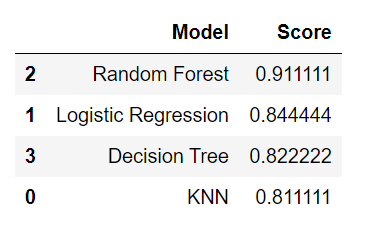 Model Score
2 Random Forest 0.911111
1 Logistic Regression 0.844444
3 Decision Tree 0.822222
0 KNN 0.811111